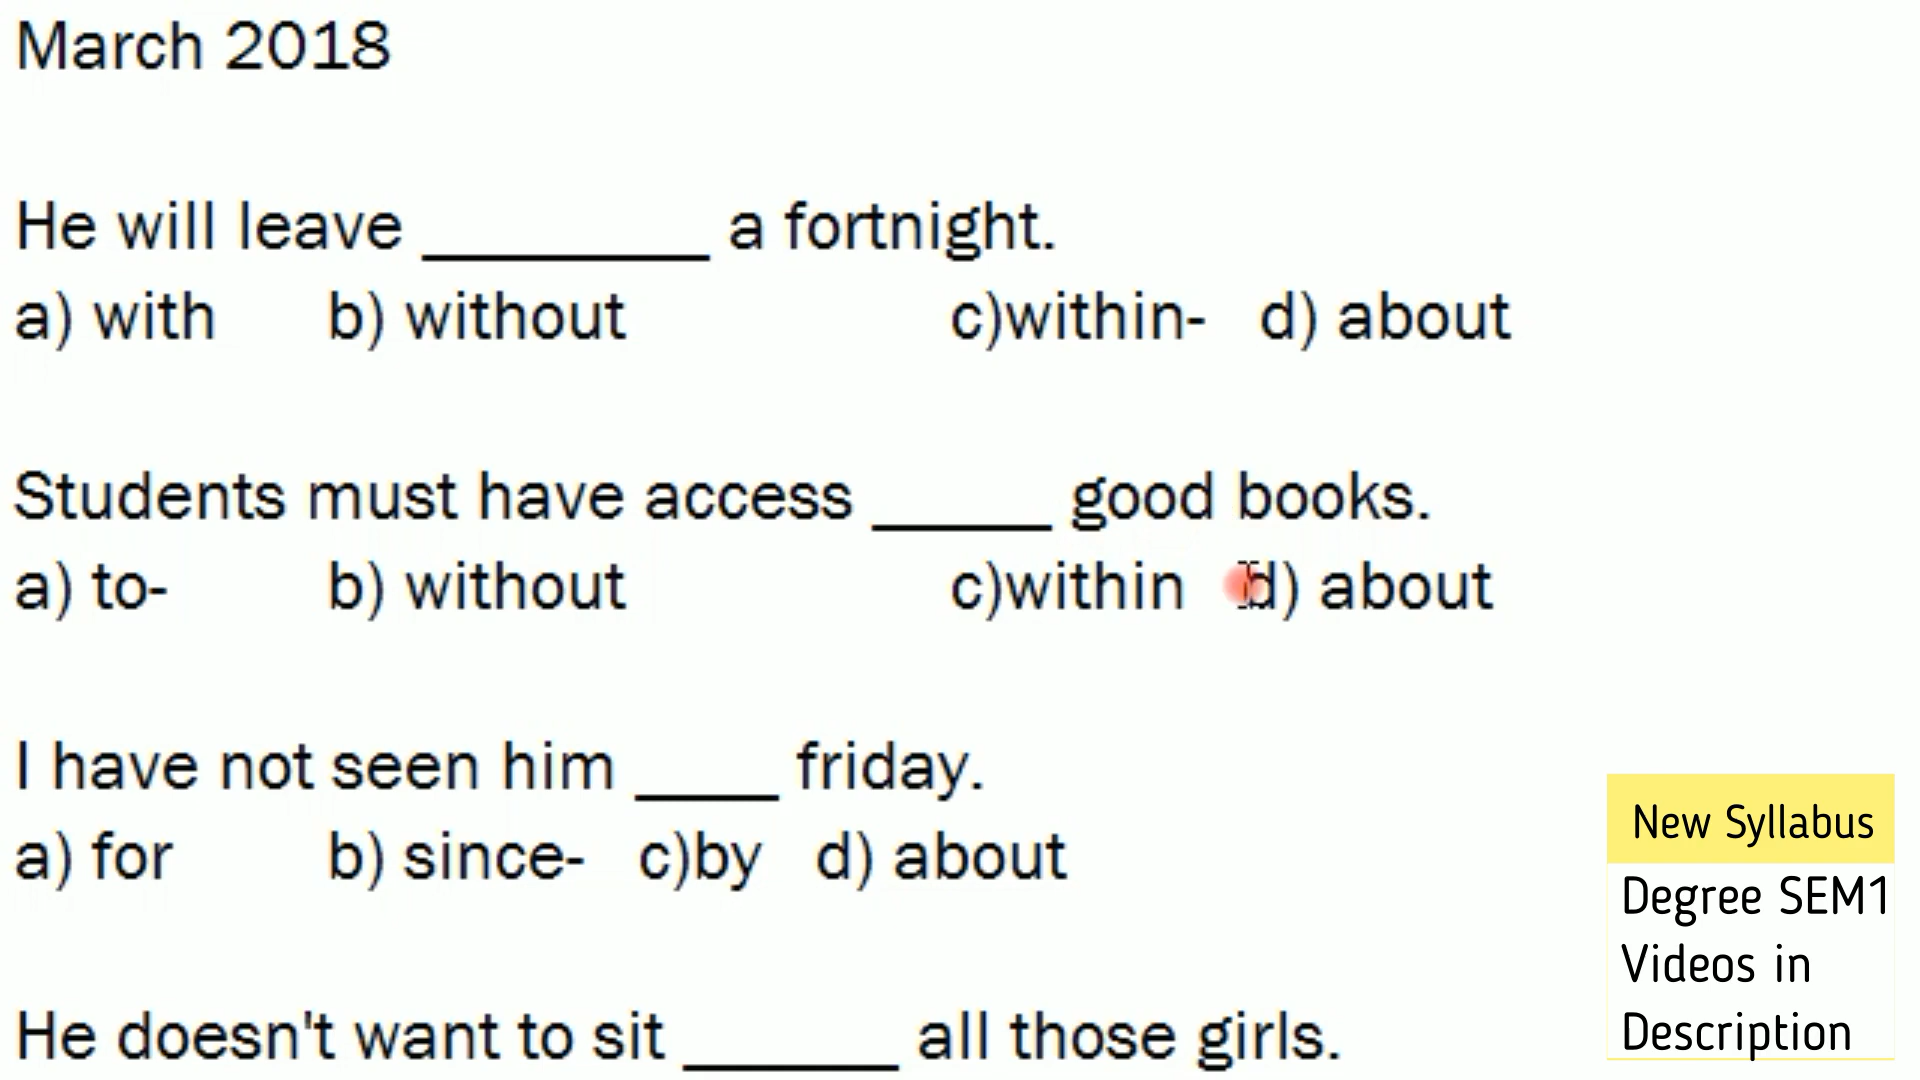 March 2018
He will leave ________ a fortnight.
a) with b) without c)within- d) about
Students must have access _____ good books.
a) to- b) without c)within d) about
I have not seen him ____ friday.
a) for b) since- c)by d) about
He doesn't want to sit ______ all those girls.
New Syllabus
Degree SEM1
Videos in
Description